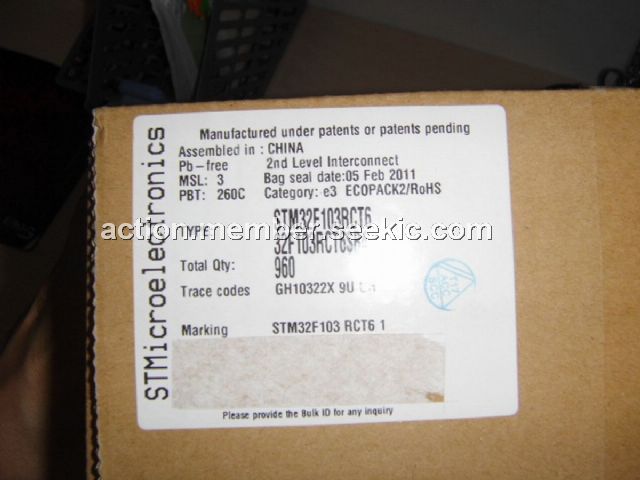 STMicroelectronics
Manufactured under patents or patents pending
Assembled in : CHINA
Pb-free 2nd Level Interconnect
MSL: 3 Bag seal date:05 Feb 2011
PBT: 260C Category: e3 ECOPACK2/RoHS
STM32F103RCT6
TYPE
action.member.seekic.com
Total Qty: 960
Trace codes GH10322X 9U
Marking STM32F103 RCT6 1
Please provide the Bulk ID for any inquiry